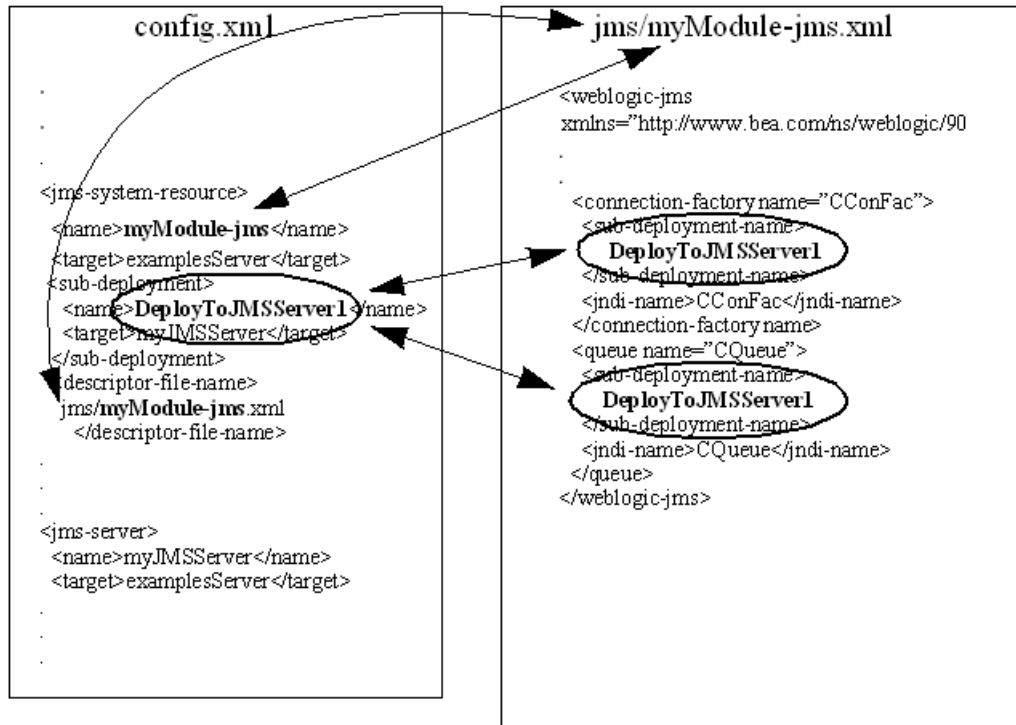 config.xml
.
.
.
<jms-system-resource>
<name>myModule-jms</name>
<target>examplesServer</target>
<sub-deployment>
<name>DeployToJMSServer1</name>
<target>myJMSServer</target>
</sub-deployment>
<descriptor-file-name>
jms/myModule-jms.xml
</descriptor-file-name>
.
.
.
<jms-server>
<name>myJMSServer</name>
<target>examplesServer</target>
.
.
.
jms/myModule-jms.xml
<weblogic-jms
xmlns=”http://www.bea.com/ns/weblogic/90
.
.
<connection-factory name=”CConFac”>
<sub-deployment-name>
DeployToJMSServer1
</sub-deployment-name>
<jndi-name>CConFac</jndi-name>
</connection-factory name>
<queue name=”CQueue”>
<sub-deployment-name>
DeployToJMSServer1
</sub-deployment-name>
<jndi-name>CQueue</jndi-name>
</queue>
</weblogic-jms>